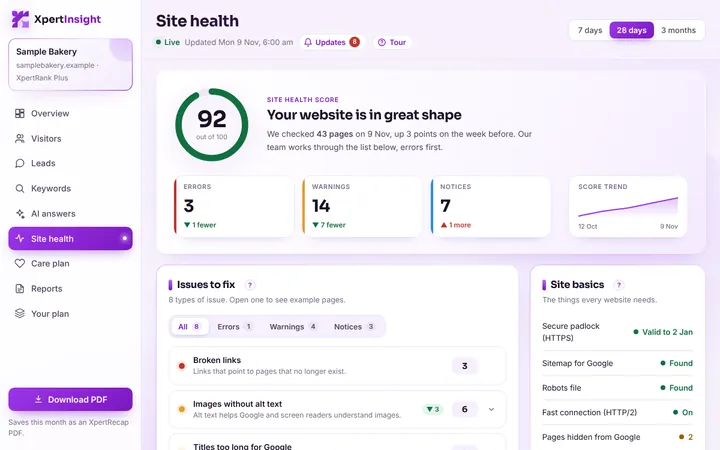 XpertInsight
Sample Bakery
samplebakery.example ·
XpertRank Plus
Overview
Visitors
Leads
Keywords
AI answers
Site health
Care plan
Reports
Your plan
Download PDF
Saves this month as an XpertRecap
PDF.
Site health
Live Updated Mon 9 Nov, 6:00 am
Updates 8
Tour
7 days 28 days 3 months
92
out of 100
SITE HEALTH SCORE
Your website is in great shape
We checked 43 pages on 9 Nov, up 3 points on the week before. Our
team works through the list below, errors first.
ERRORS
3
▼ 1 fewer
WARNINGS
14
▼ 7 fewer
NOTICES
7
▲ 1 more
SCORE TREND
12 Oct 9 Nov
Issues to fix ?
8 types of issue. Open one to see example pages.
All 8 Errors 1 Warnings 4 Notices 3
Broken links
Links that point to pages that no longer exist.
3
Images without alt text
Alt text helps Google and screen readers understand images.
▼ 3 6
Titles too long for Google
Site basics ?
The things every website needs.
Secure padlock
(HTTPS)
Valid to 2 Jan
Sitemap for Google Found
Robots file Found
Fast connection (HTTP/2) On
Pages hidden from Google 2